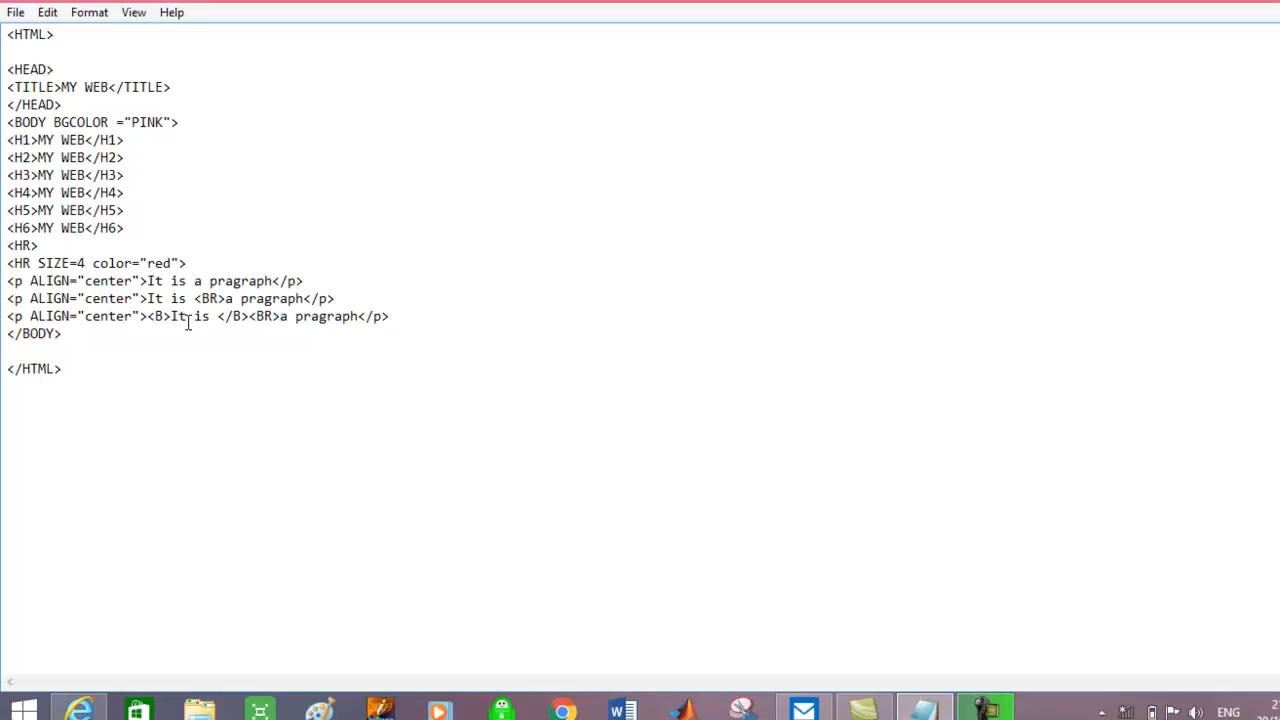 File Edit Format View Help
<HTML>
<HEAD>
<TITLE>MY WEB</TITLE>
</HEAD>
<BODY BGCOLOR ="PINK">
<H1>MY WEB</H1>
<H2>MY WEB</H2>
<H3>MY WEB</H3>
<H4>MY WEB</H4>
<H5>MY WEB</H5>
<H6>MY WEB</H6>
<HR>
<HR SIZE=4 color="red">
<p ALIGN="center">It is a pragraph</p>
<p ALIGN="center">It is <BR>a pragraph</p>
<p ALIGN="center"><B>It is </B><BR>a pragraph</p>
</BODY>
</HTML>
ENG